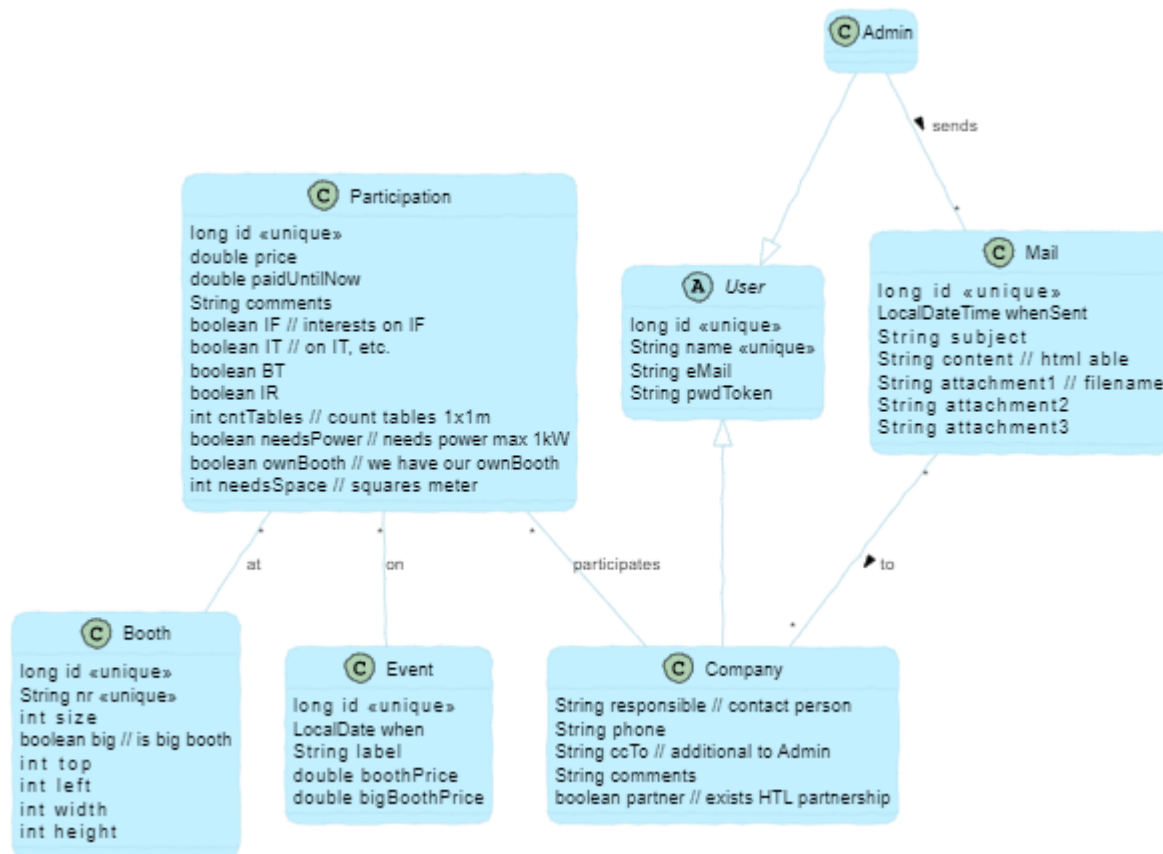 C Admin
sends
*
C Participation
long id «unique»
double price
double paidUntilNow
String comments
boolean IF // interests on IF
boolean IT // on IT, etc.
boolean BT
boolean IR
int cntTables // count tables 1x1m
boolean needsPower // needs power max 1kW
boolean ownBooth // we have our ownBooth
int needsSpace // squares meter
A User
long id «unique»
String name «unique»
String eMail
String pwdToken
C Mail
long id «unique»
LocalDateTime whenSent
String subject
String content // html able
String attachment1 // filename
String attachment2
String attachment3
*
*
*
*
at
on
participates
to
*
C Booth
long id «unique»
String nr «unique»
int size
boolean big // is big booth
int top
int left
int width
int height
C Event
long id «unique»
LocalDate when
String label
double boothPrice
double bigBoothPrice
C Company
String responsible // contact person
String phone
String ccTo // additional to Admin
String comments
boolean partner // exists HTL partnership